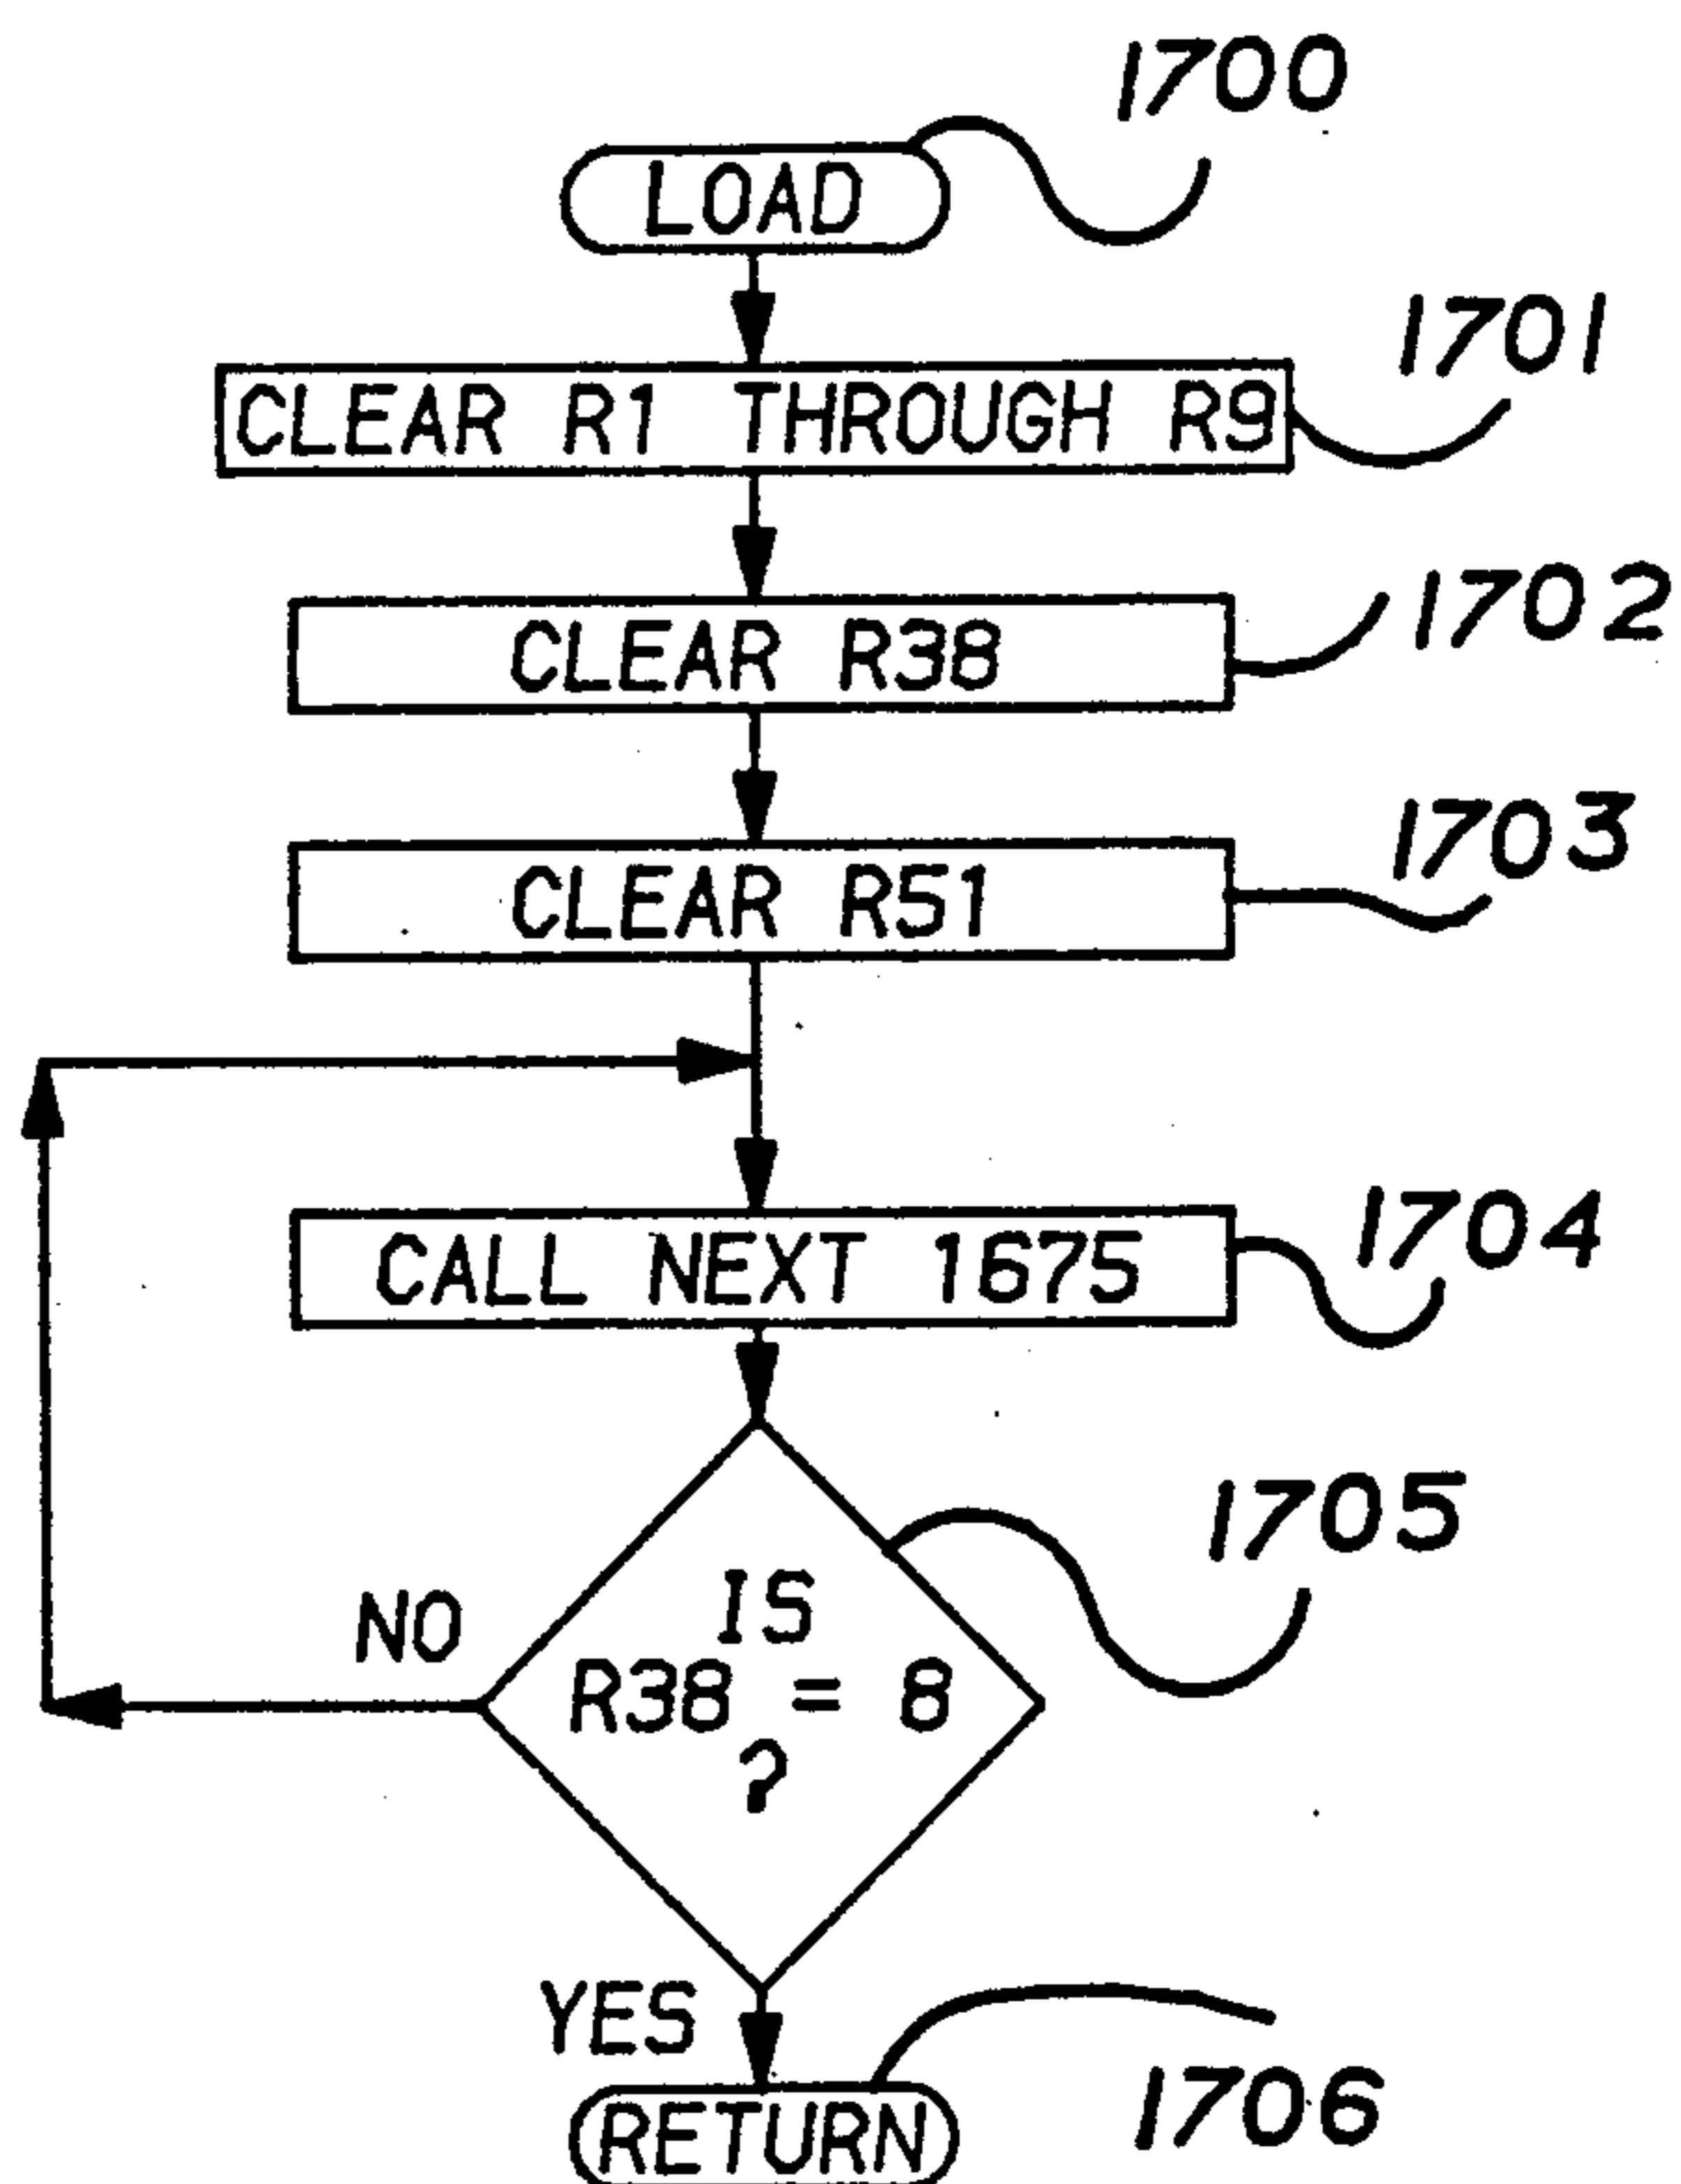 1700
LOAD
1701
CLEAR R1 THROUGH R9
1702
CLEAR R38
1703
CLEAR R51
1704
CALL NEXT 1675
1705
IS
R38 = 8
?
NO
YES
1706
RETURN